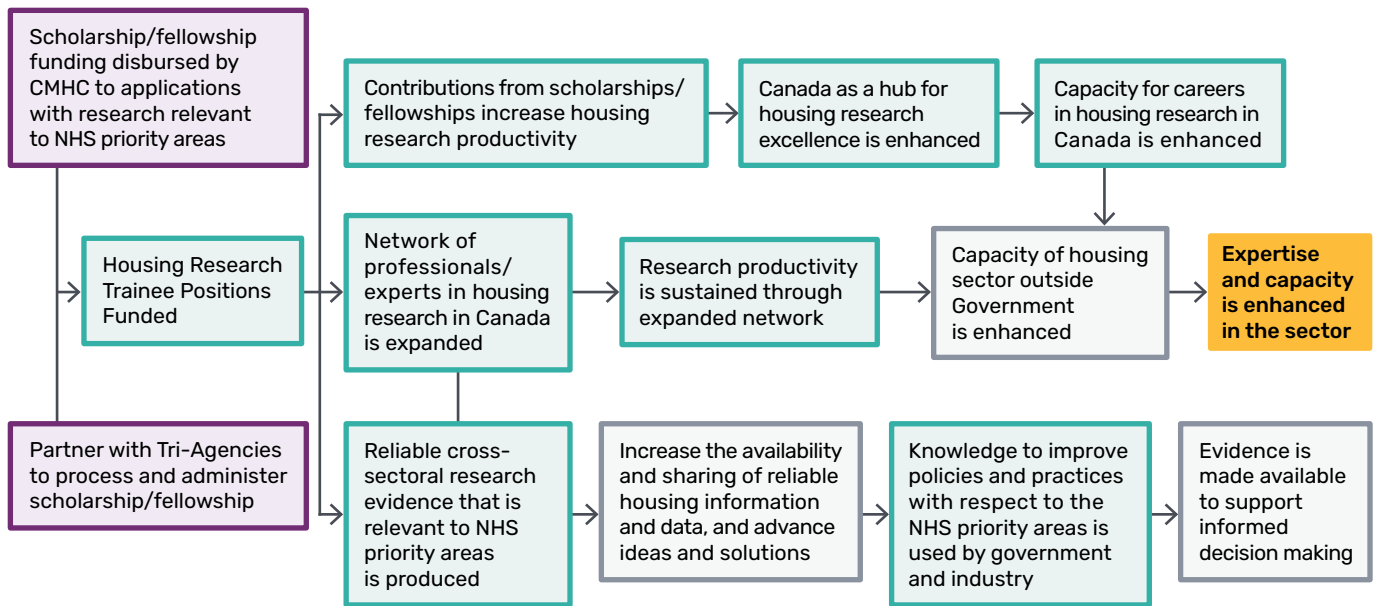 Scholarship/fellowship
funding disbursed by
CMHC to applications
with research relevant
to NHS priority areas
Contributions from scholarships/
fellowships increase housing
research productivity
Canada as a hub for
housing research
excellence is enhanced
Capacity for careers
in housing research in
Canada is enhanced
Housing Research
Trainee Positions
Funded
Network of
professionals/
experts in housing
research in Canada
is expanded
Research productivity
is sustained through
expanded network
Capacity of housing
sector outside
Government
is enhanced
Expertise
and capacity
is enhanced
in the sector
Partner with Tri-Agencies
to process and administer
scholarship/fellowship
Reliable cross-
sectoral research
evidence that is
relevant to NHS
priority areas
is produced
Increase the availability
and sharing of reliable
housing information
and data, and advance
ideas and solutions
Knowledge to improve
policies and practices
with respect to the
NHS priority areas is
used by government
and industry
Evidence is
made available
to support
informed
decision making